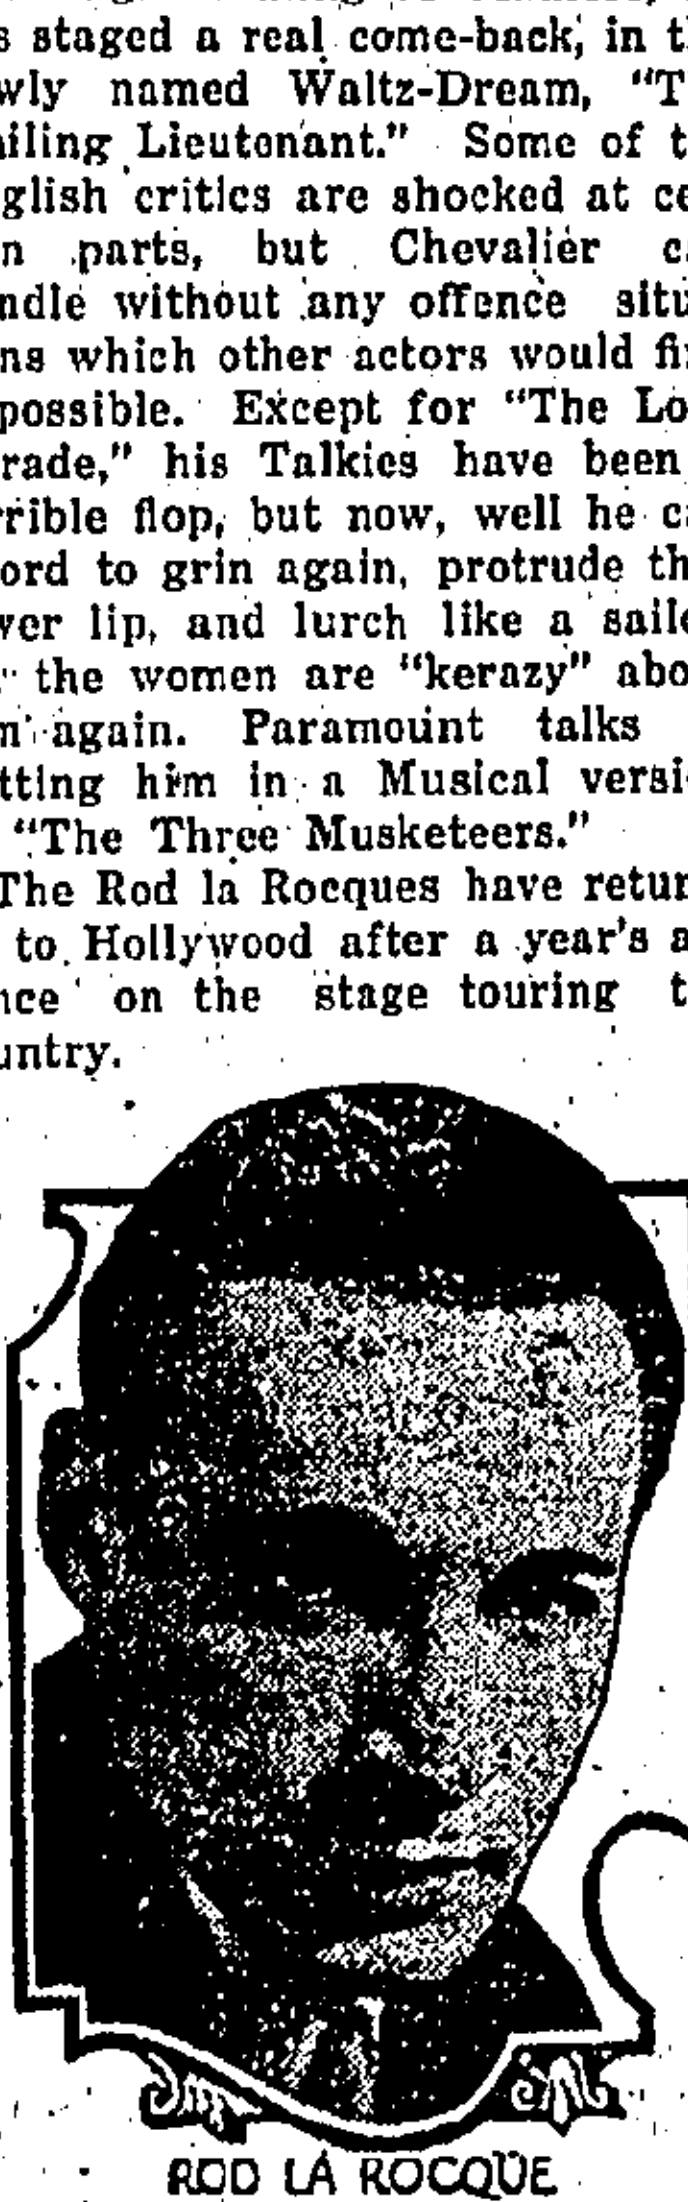 s staged a real come-back, in th
wly named Waltz-Dream, "T
iling Lieutenant." Some of t
glish critics are shocked at ce
n parts, but Chevalier c
ndle without any offence situ
ns which other actors would fi
possible. Except for "The Lo
rade," his Talkies have been
rrible flop, but now, well he ca
ord to grin again, protrude th
wer lip, and lurch like a sail
the women are "kerazy" abo
m again. Paramount talks
tting him in a Musical versi
"The Three Musketeers."
The Rod la Rocques have retur
to Hollywood after a year's a
nce on the stage touring t
untry.
ROD LA ROCQUE